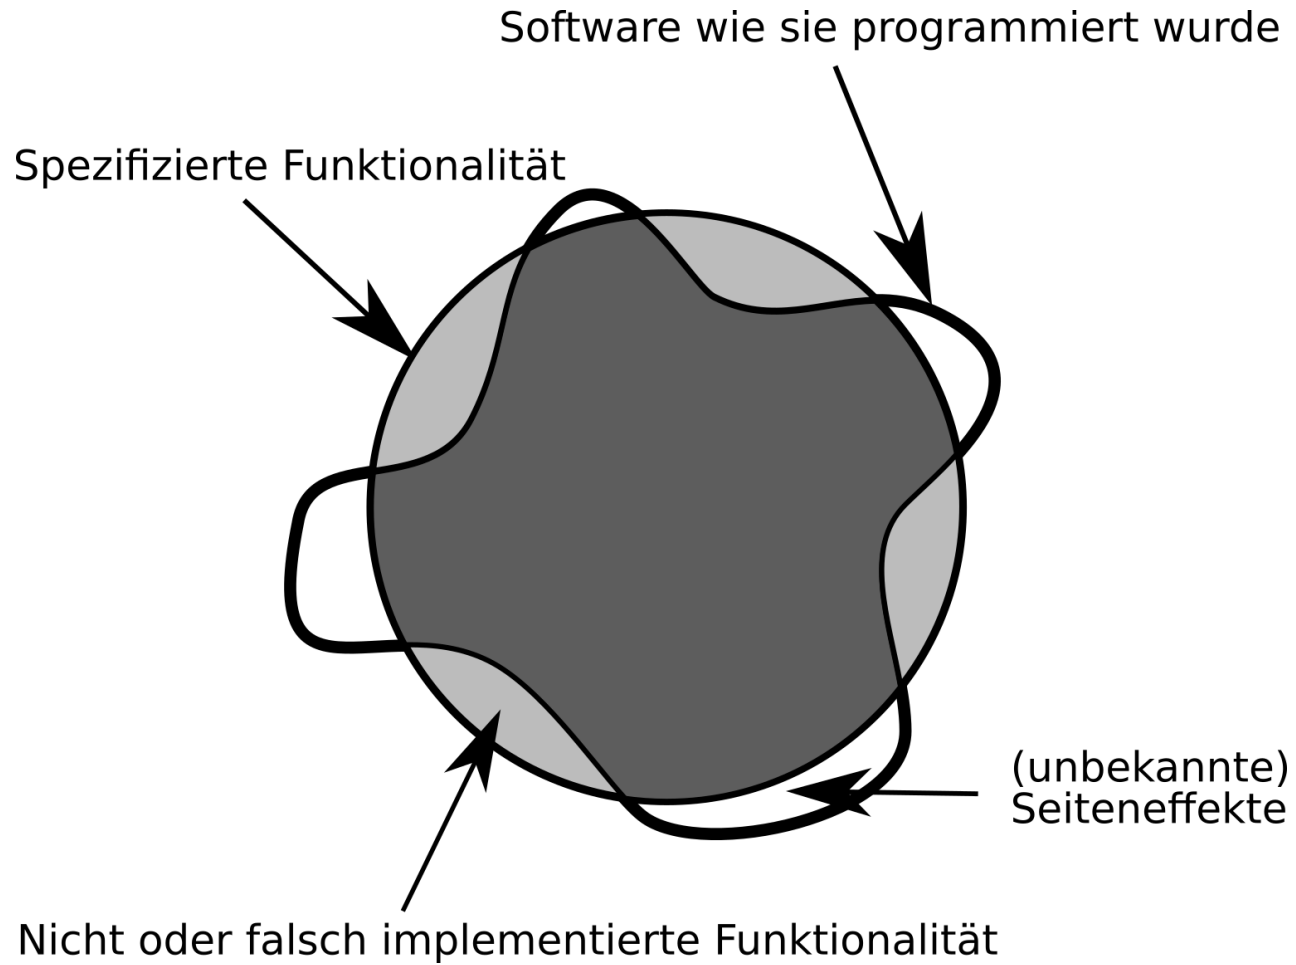 Software wie sie programmiert wurde
Spezifizierte Funktionalität
(unbekannte)
Seiteneffekte
Nicht oder falsch implementierte Funktionalität